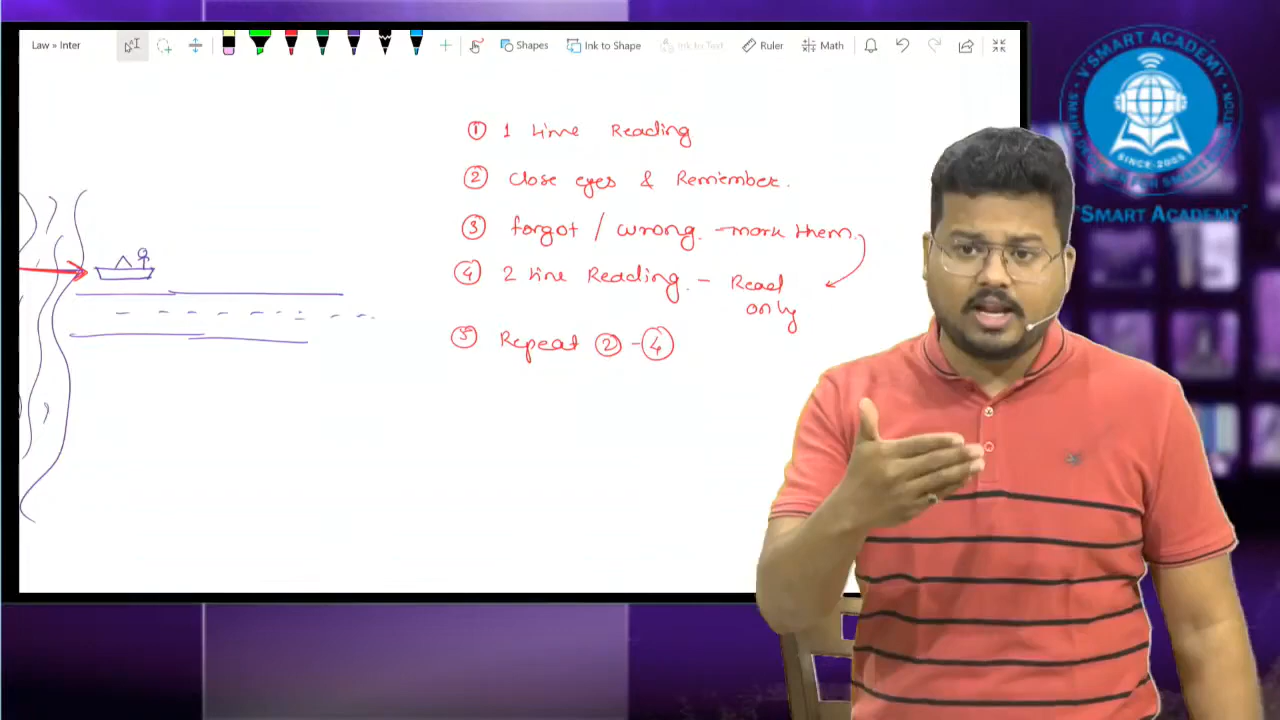 Law » Inter
Shapes
Ink to Shape
Ink to Text
Ruler
Math
① 1 time Reading
② Close eyes & Remember.
③ forgot / wrong. - mark them.
④ 2 time Reading. - Read
only
⑤ Repeat ② - ④
V'SMART ACADEMY
SINCE-2005
"SMART ACADEMY"